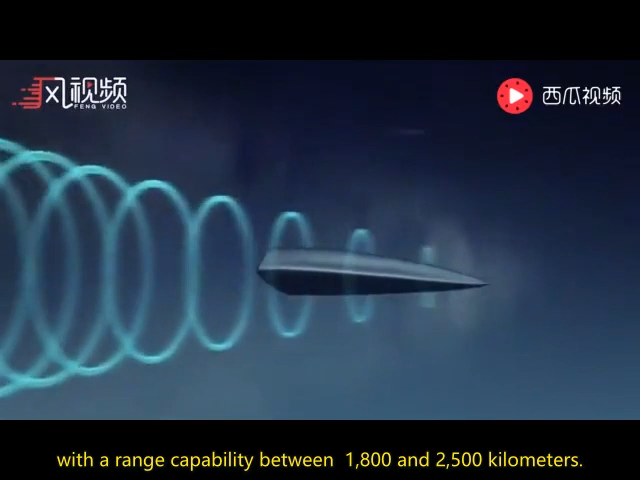 风视频
FENG VIDEO
西瓜视频
with a range capability between  1,800 and 2,500 kilometers.